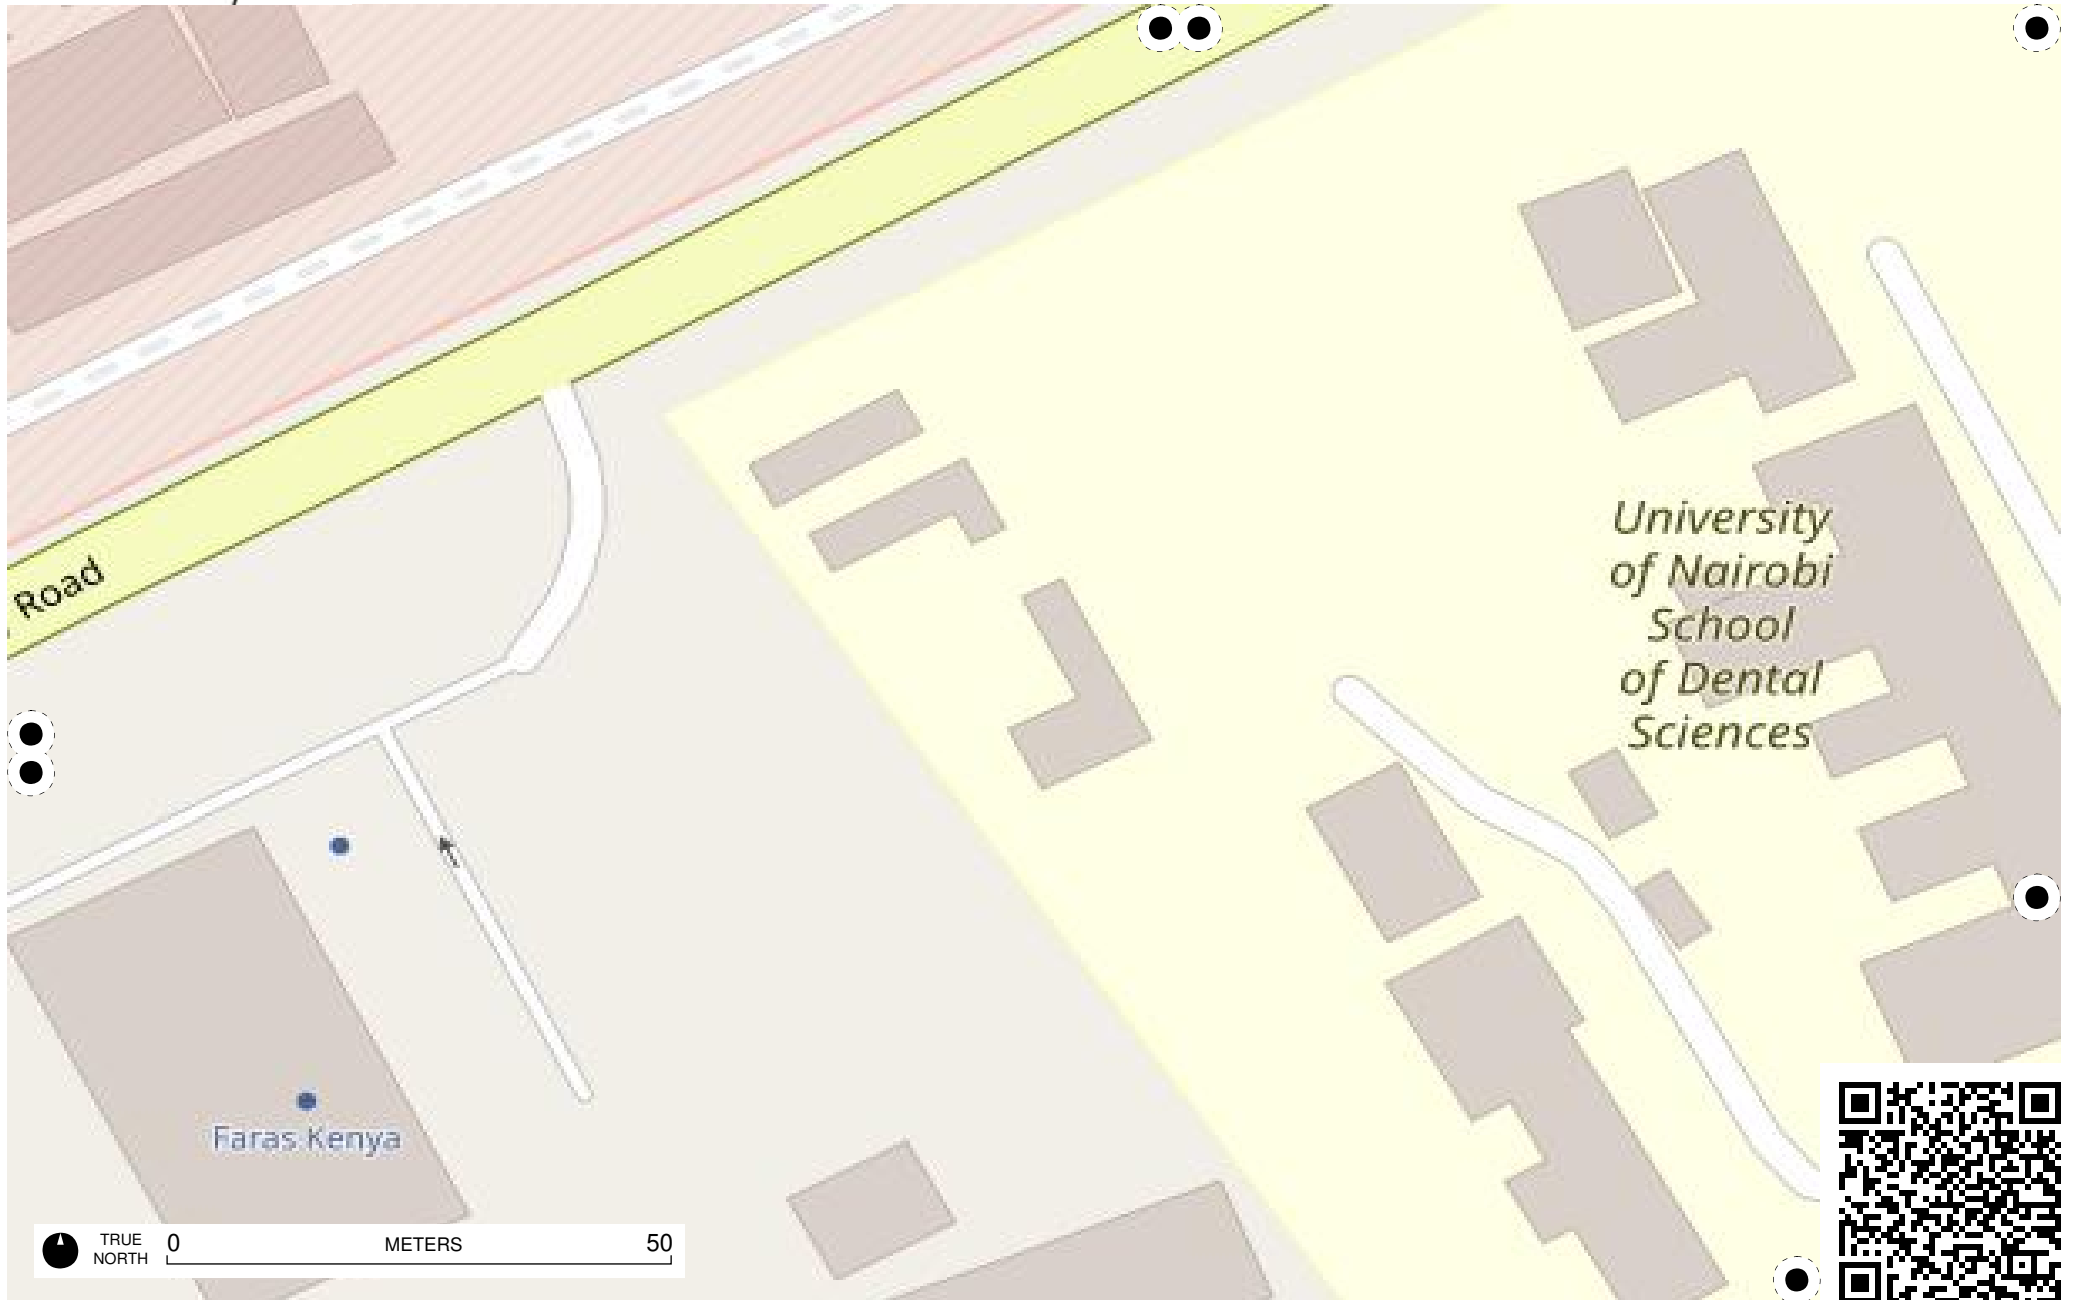 Road
University
of Nairobi
School
of Dental
Sciences
Faras Kenya
TRUE
NORTH
0 METERS 50